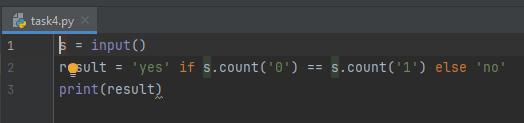 task4.py
1 s = input()
2 result = 'yes' if s.count('0') == s.count('1') else 'no'
3 print(result)